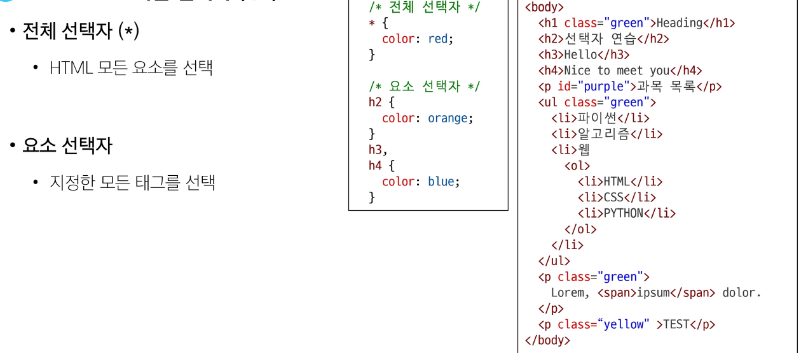 • 전체 선택자 (*)
• HTML 모든 요소를 선택
• 요소 선택자
• 지정한 모든 태그를 선택
/* 전체 선택자 */
* {
  color: red;
}
/* 요소 선택자 */
h2 {
  color: orange;
}
h3,
h4 {
  color: blue;
}
<body>
  <h1 class="green">Heading</h1>
  <h2>선택자 연습</h2>
  <h3>Hello</h3>
  <h4>Nice to meet you</h4>
  <p id="purple">과목 목록</p>
  <ul class="green">
    <li>파이썬</li>
    <li>알고리즘</li>
    <li>웹
      <ol>
        <li>HTML</li>
        <li>CSS</li>
        <li>PYTHON</li>
      </ol>
    </li>
  </ul>
  <p class="green">
    Lorem, <span>ipsum</span> dolor.
  </p>
  <p class="yellow" >TEST</p>
</body>